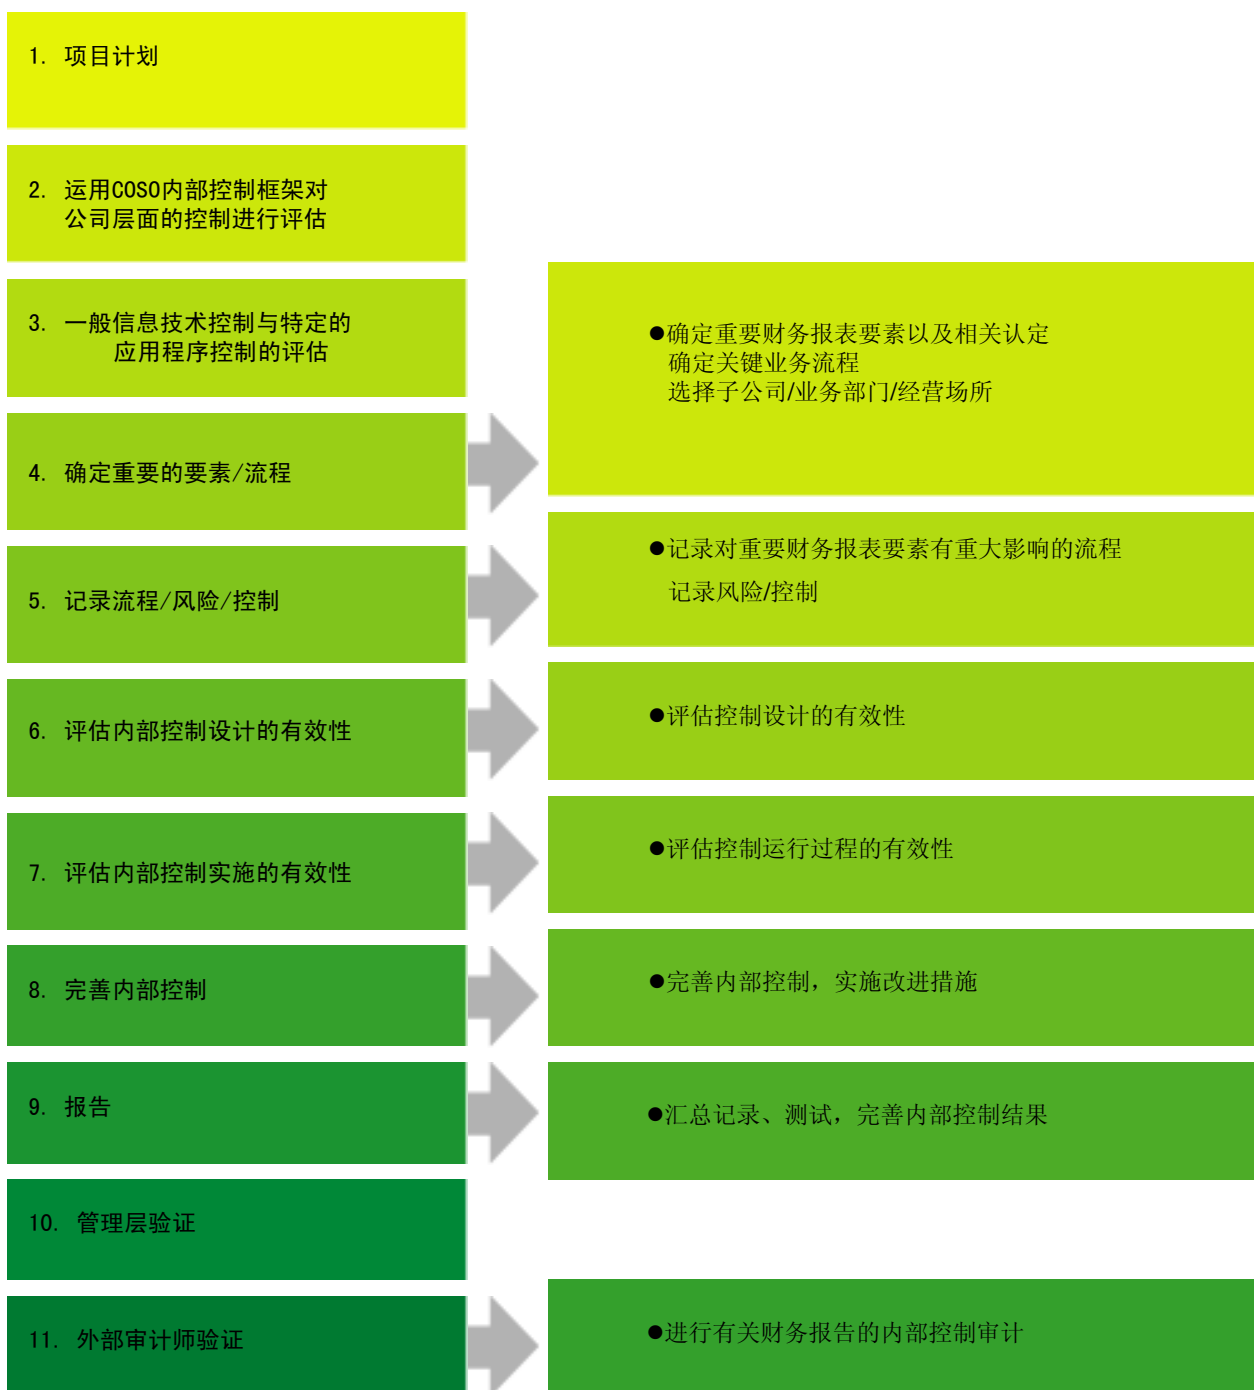 1. 项目计划
2. 运用COSO内部控制框架对
公司层面的控制进行评估
3. 一般信息技术控制与特定的
应用程序控制的评估
●确定重要财务报表要素以及相关认定
确定关键业务流程
选择子公司/业务部门/经营场所
4. 确定重要的要素/流程
●记录对重要财务报表要素有重大影响的流程
记录风险/控制
5. 记录流程/风险/控制
●评估控制设计的有效性
6. 评估内部控制设计的有效性
●评估控制运行过程的有效性
7. 评估内部控制实施的有效性
●完善内部控制，实施改进措施
8. 完善内部控制
9. 报告
●汇总记录、测试，完善内部控制结果
10. 管理层验证
11. 外部审计师验证
●进行有关财务报告的内部控制审计